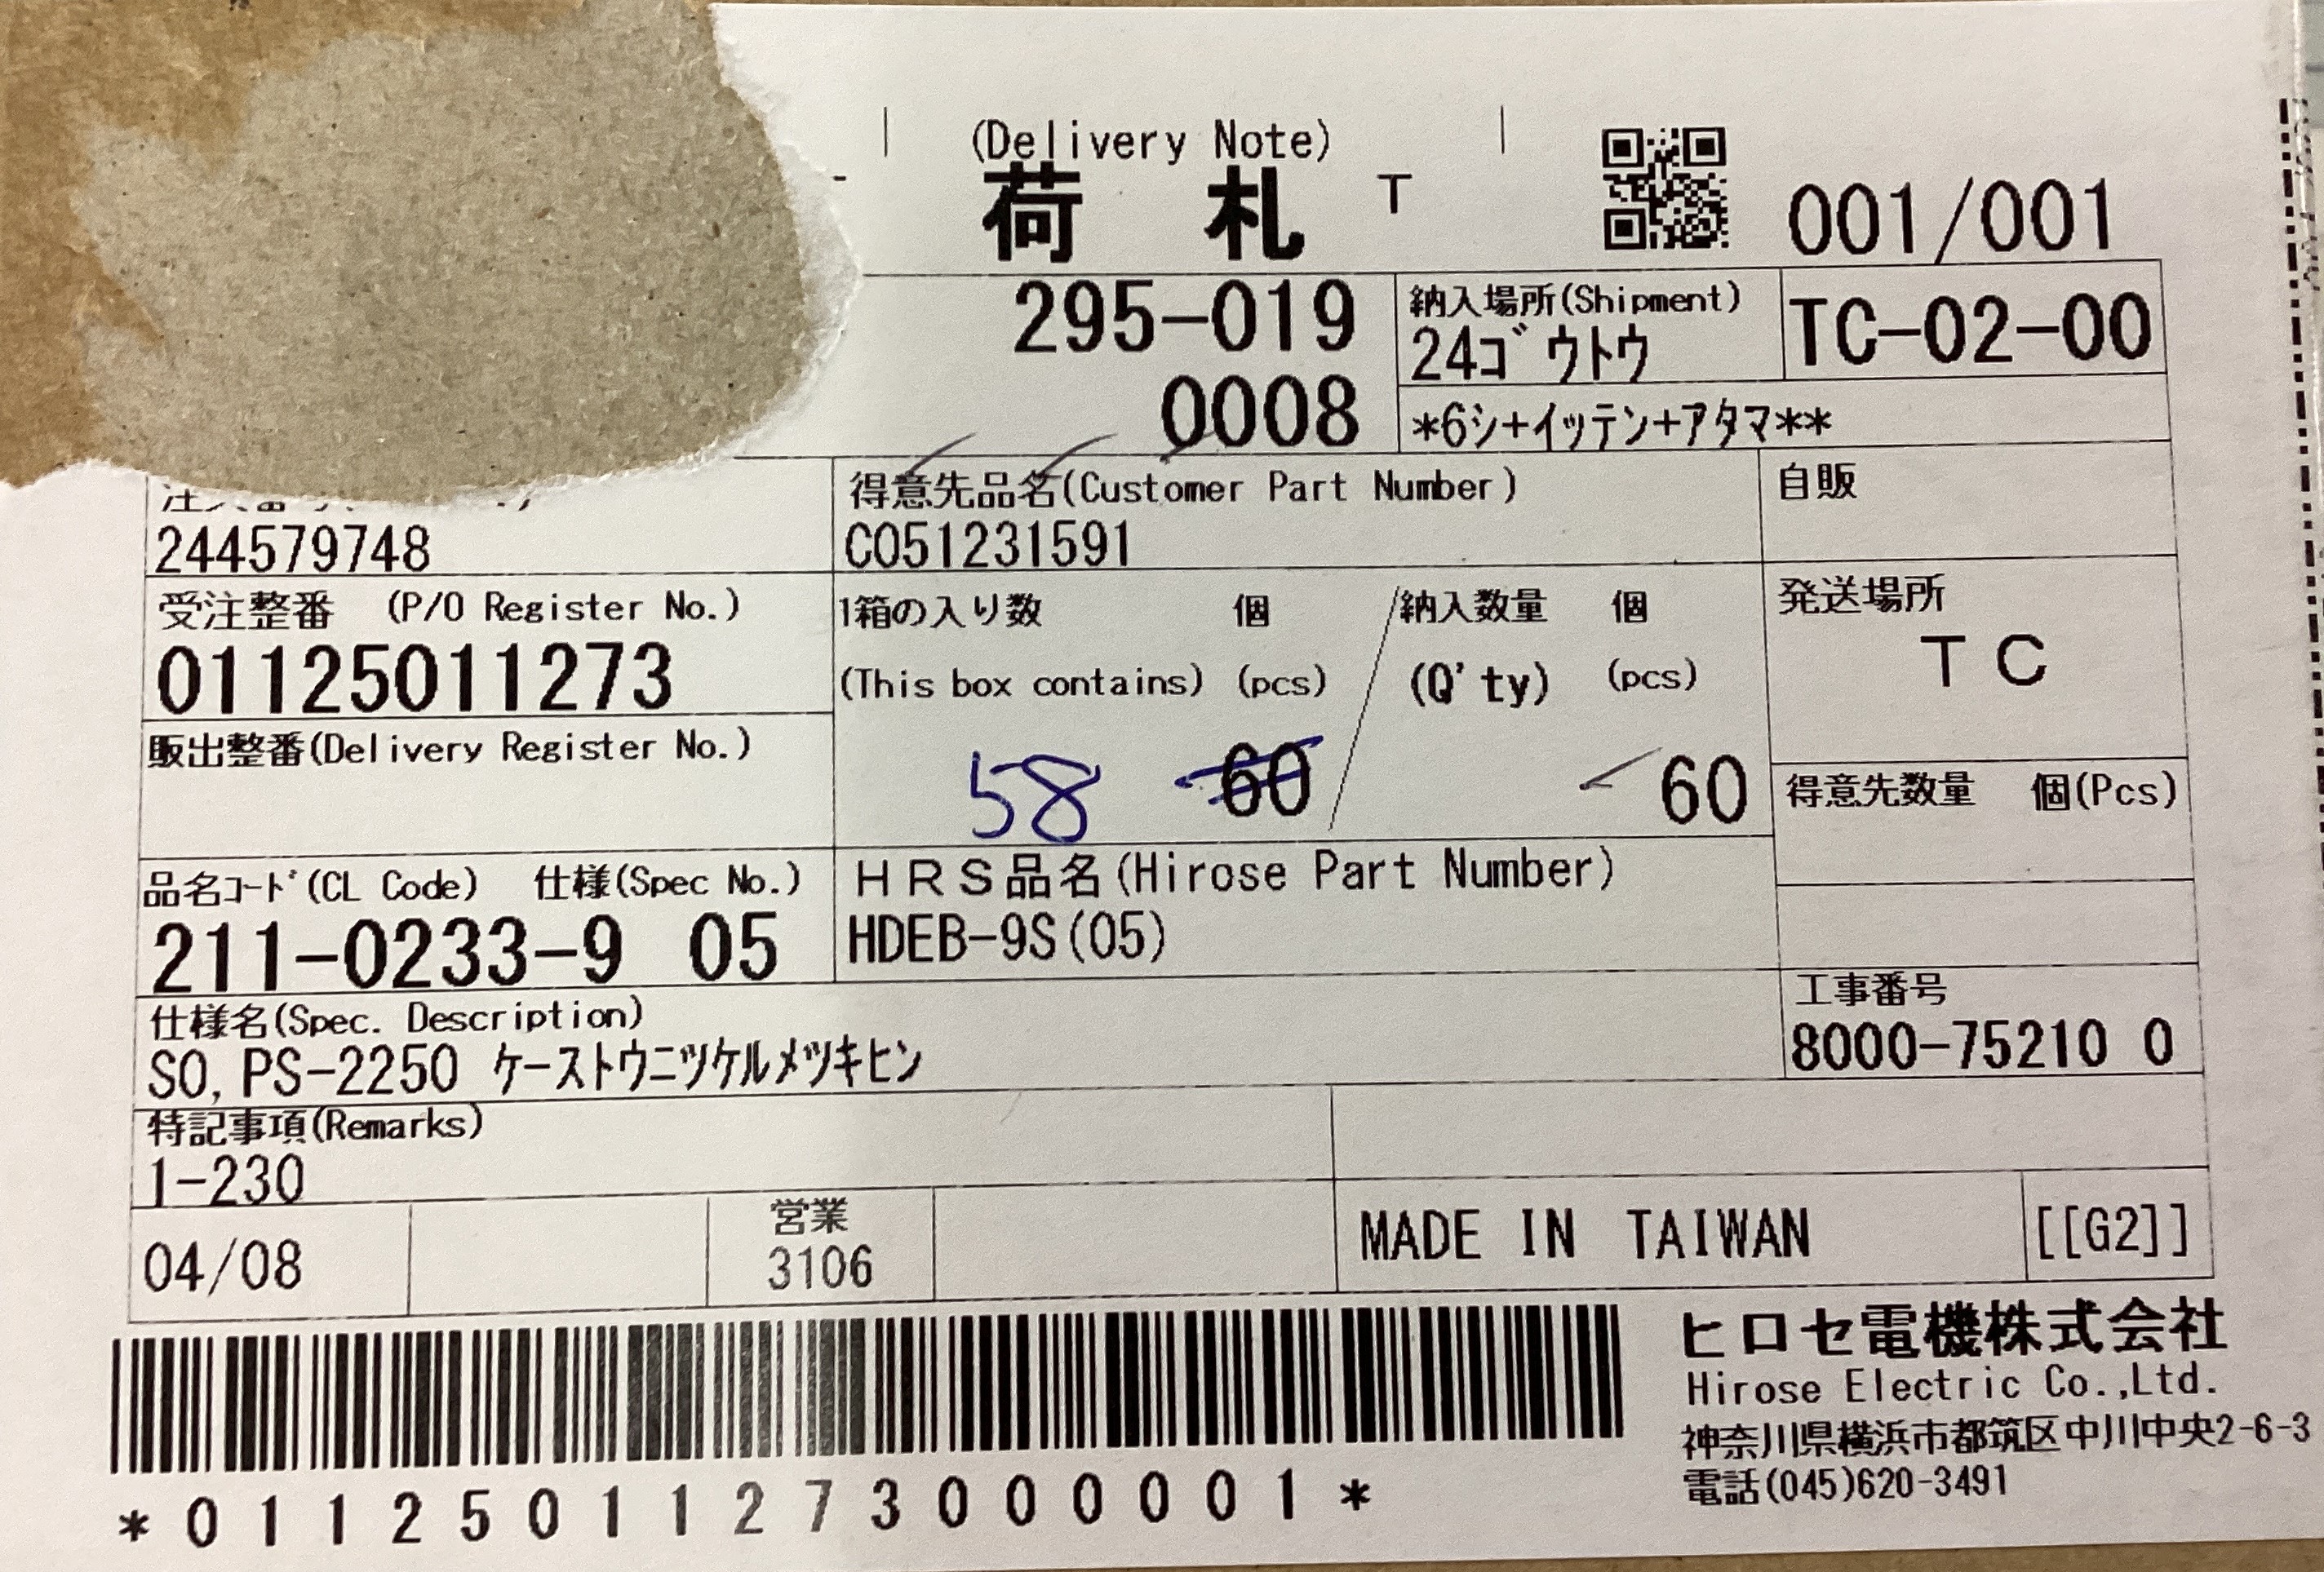 (Delivery Note)
荷 札 T
001/001
295-019
0008
納入場所(Shipment)
24ゴウトウ
TC-02-00
*6シ+イッテン+アタマ**
244579748
得意先品名(Customer Part Number)
C051231591
自販
受注整番 (P/O Register No.)
01125011273
1箱の入り数 個
(This box contains) (pcs)
58 60
納入数量 個
(Q'ty) (pcs)
60
発送場所
TC
販出整番(Delivery Register No.)
得意先数量 個(Pcs)
品名コード(CL Code) 仕様(Spec No.)
211-0233-9 05
HRS品名(Hirose Part Number)
HDEB-9S(05)
仕様名(Spec. Description)
SO,PS-2250 ケーストウニツケルメツキヒン
工事番号
8000-75210 0
特記事項(Remarks)
1-230
04/08
営業
3106
MADE IN TAIWAN
[[G2]]
*01125011273000001*
ヒロセ電機株式会社
Hirose Electric Co.,Ltd.
神奈川県横浜市都筑区中川中央2-6-3
電話(045)620-3491